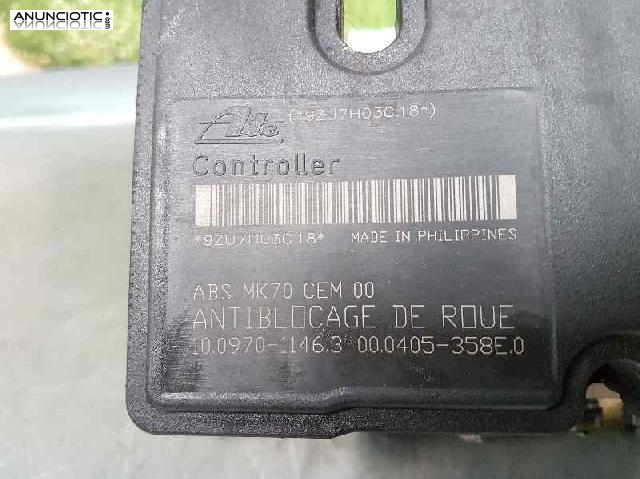 ANUNCIOTIC.com
Ate (*9ZU7H03C18*)
Controller
*9ZU7H03C18* MADE IN PHILIPPINES
ABS MK70 CEM 00
ANTIBLOCAGE DE ROUE
10.0970-1146.3 00.0405-358E.0